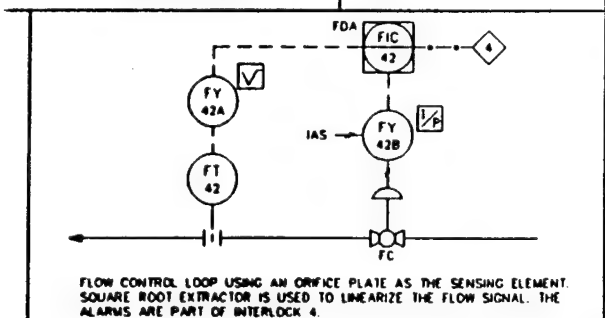 FDA
FIC
42
4
FY
42A
√
IAS
FY
42B
I/P
FT
42
FC
FLOW CONTROL LOOP USING AN ORIFICE PLATE AS THE SENSING ELEMENT.
SQUARE ROOT EXTRACTOR IS USED TO LINEARIZE THE FLOW SIGNAL. THE
ALARMS ARE PART OF INTERLOCK 4.